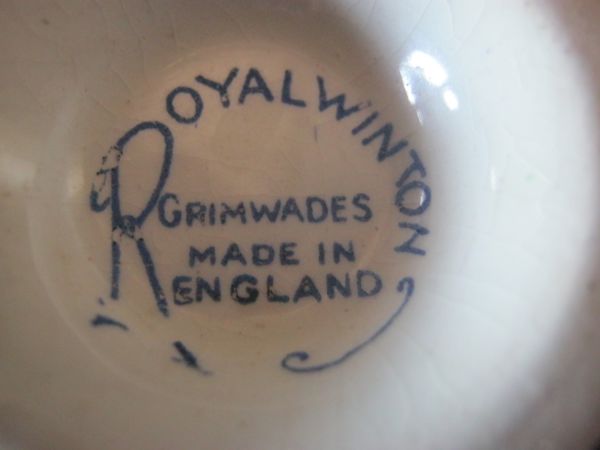 ROYAL WINTON
GRIMWADES
MADE IN
ENGLAND